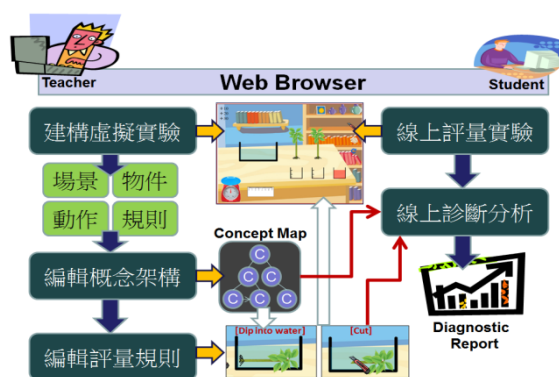 Teacher
Web Browser
Student
建構虛擬實驗
線上評量實驗
場景
物件
動作
規則
線上診斷分析
Concept Map
編輯概念架構
C
C C
C C C
[Dip into water]
[Cut]
Diagnostic
Report
編輯評量規則